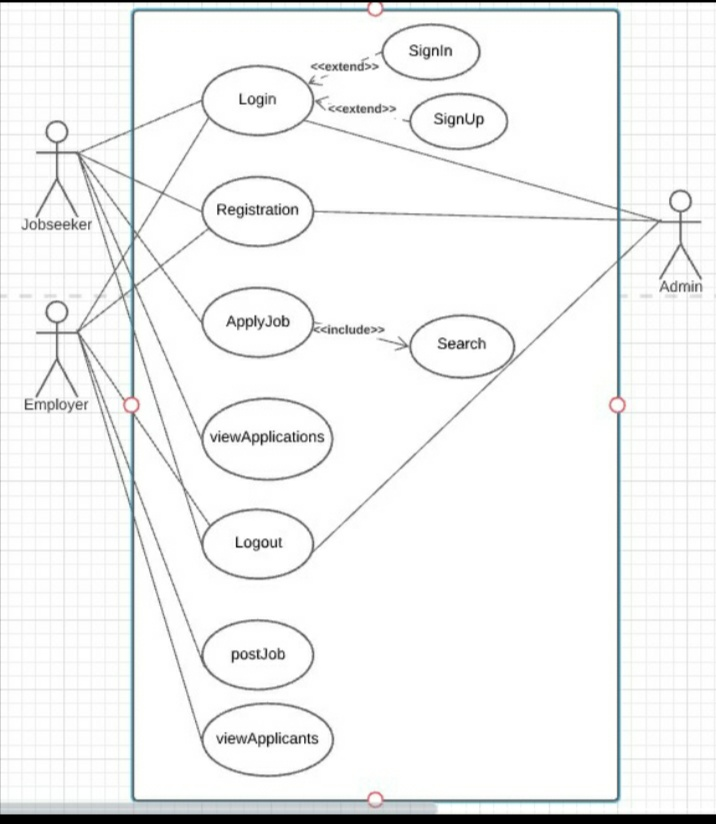 SignIn
<<extend>>
Login
<<extend>>
SignUp
Jobseeker
Registration
Admin
ApplyJob
<<include>>
Search
Employer
viewApplications
Logout
postJob
viewApplicants